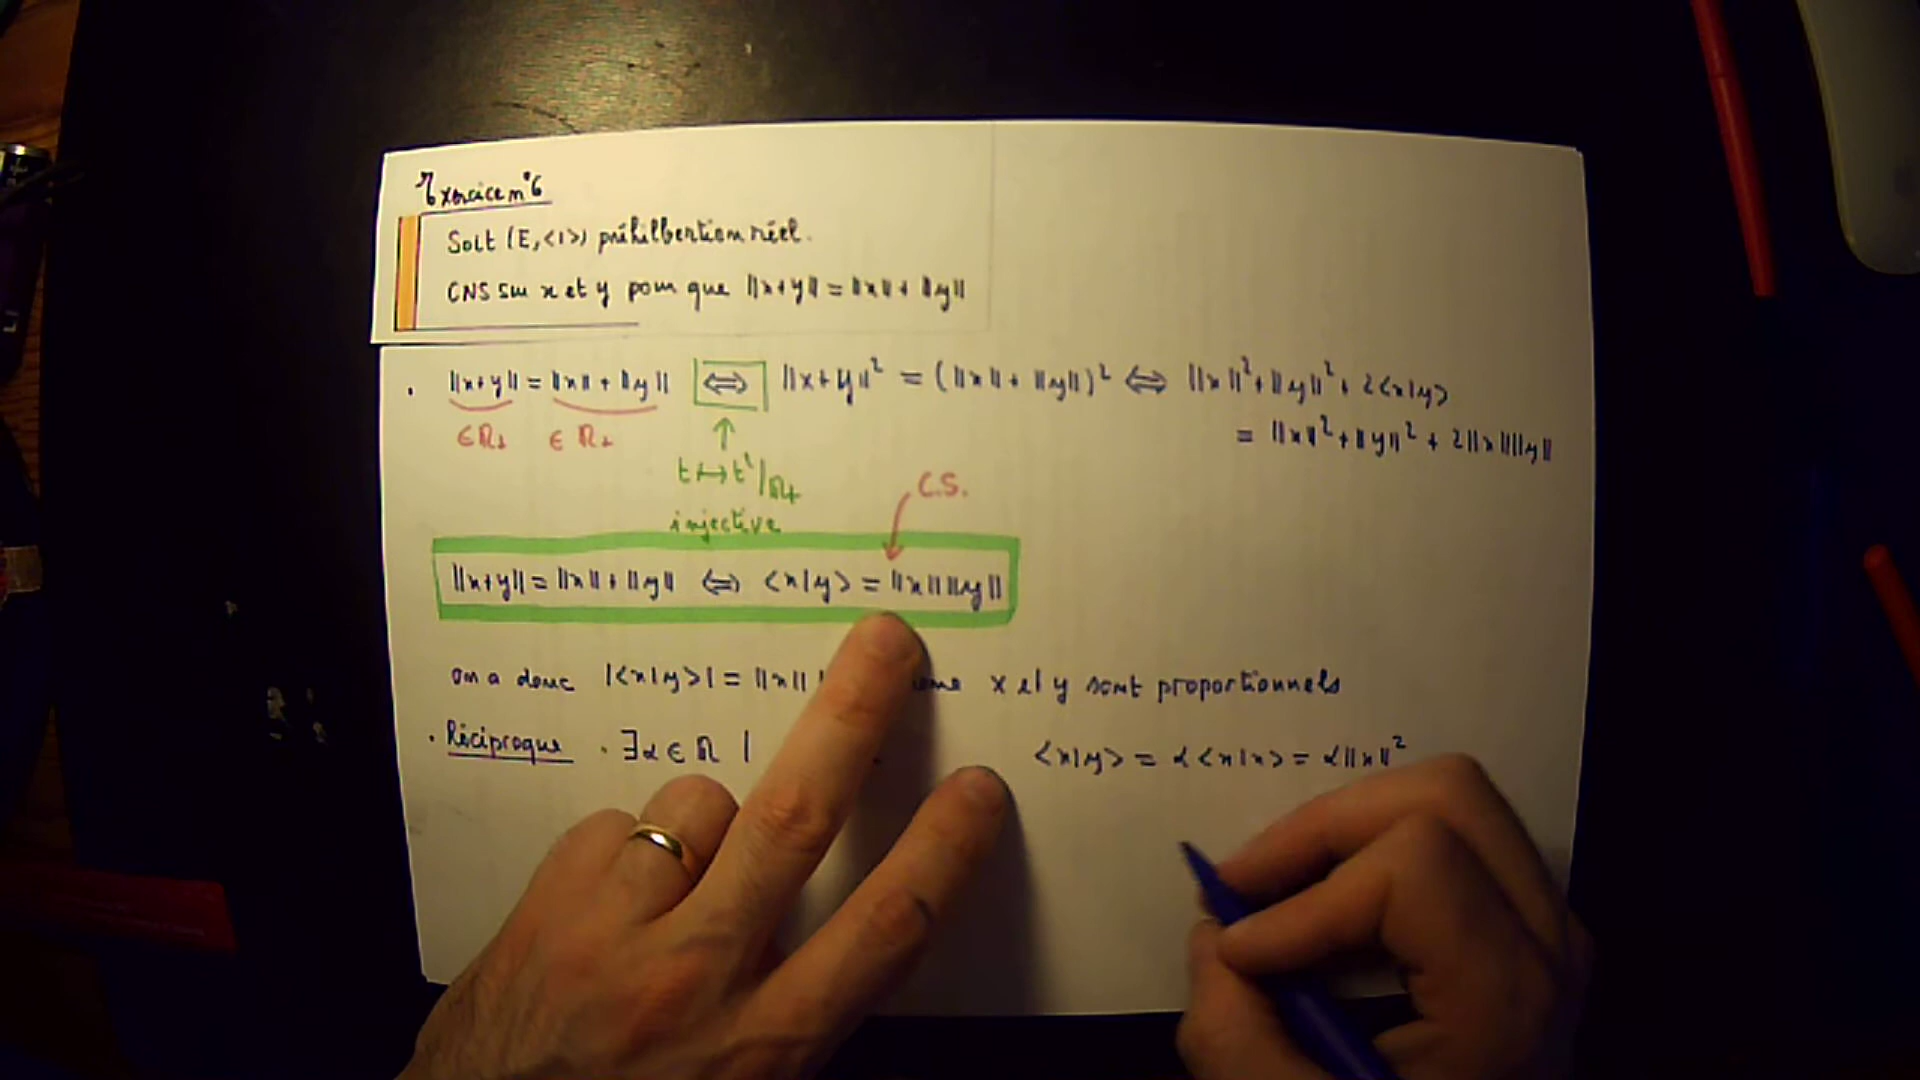 Exercice n°6
Soit (E,<|>) préhilbertien réel.
CNS sur x et y pour que ||x+y|| = ||x|| + ||y||
. ||x+y|| = ||x|| + ||y|| ⇔ ||x+y||² = (||x|| + ||y||)² ⇔ ||x||² + ||y||² + 2<x|y>
∈ℝ₊ ∈ ℝ₊ = ||x||² + ||y||² + 2||x||||y||
t ↦ t²/ℝ₊
injective
C.S.
||x+y|| = ||x|| + ||y|| ⇔ <x|y> = ||x|| ||y||
on a donc |<x|y>| = ||x|| x et y sont proportionnels
. Réciproque . ∃α ∈ ℝ | <x|y> = α<x|x> = α||x||²